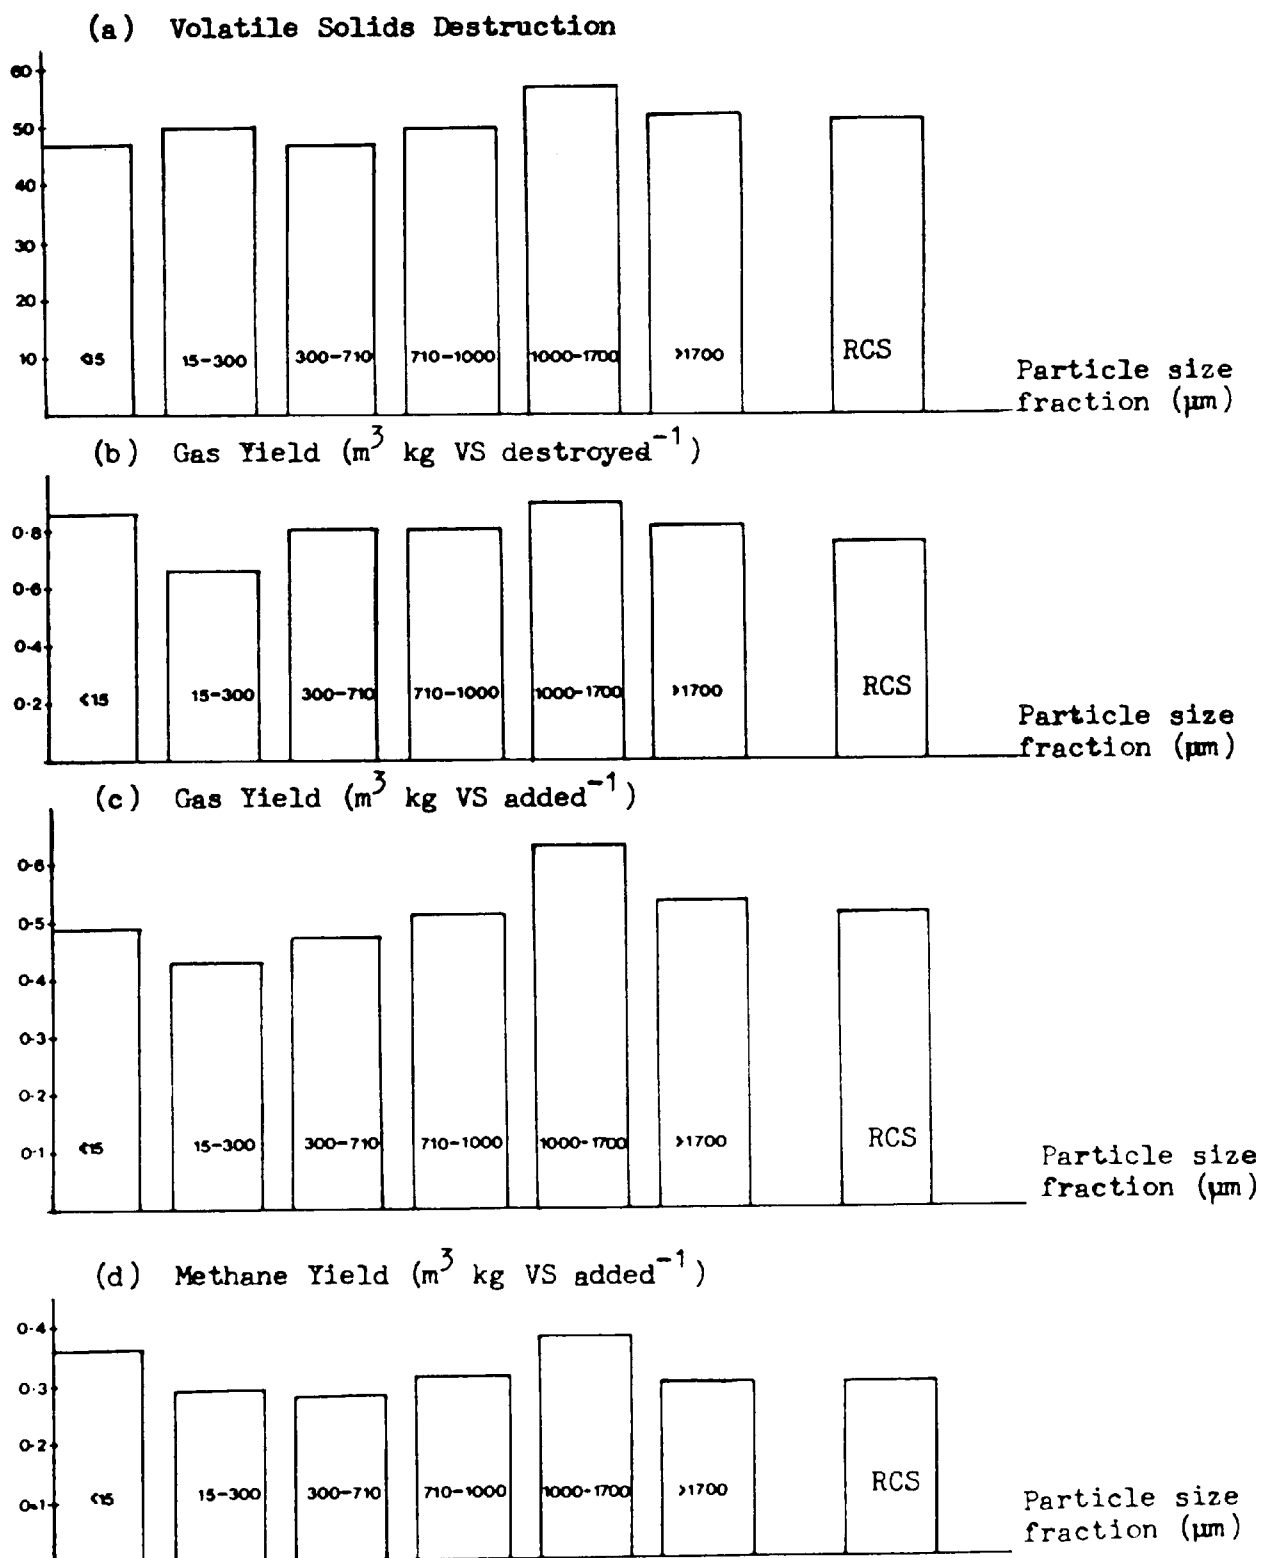 (a) Volatile Solids Destruction
60
50
40
30
20
10
<15 15-300 300-710 710-1000 1000-1700 >1700 RCS
Particle size
fraction (µm)
(b) Gas Yield (m³ kg VS destroyed⁻¹)
0·8
0·6
0·4
0·2
<15 15-300 300-710 710-1000 1000-1700 >1700 RCS
Particle size
fraction (µm)
(c) Gas Yield (m³ kg VS added⁻¹)
0·6
0·5
0·4
0·3
0·2
0·1
<15 15-300 300-710 710-1000 1000-1700 >1700 RCS
Particle size
fraction (µm)
(d) Methane Yield (m³ kg VS added⁻¹)
0·4
0·3
0·2
0·1
<15 15-300 300-710 710-1000 1000-1700 >1700 RCS
Particle size
fraction (µm)